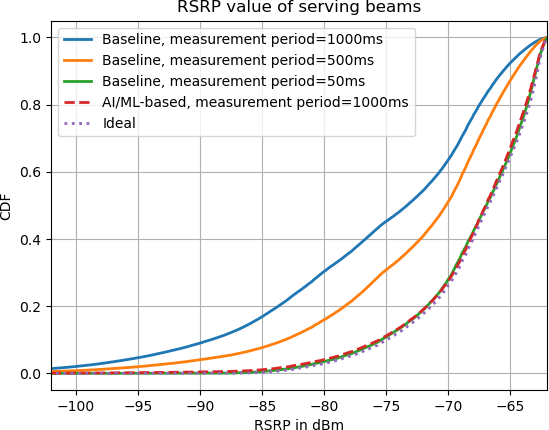 RSRP value of serving beams
Baseline, measurement period=1000ms
Baseline, measurement period=500ms
Baseline, measurement period=50ms
AI/ML-based, measurement period=1000ms
Ideal
CDF
1.0
0.8
0.6
0.4
0.2
0.0
−100 −95 −90 −85 −80 −75 −70 −65
RSRP in dBm